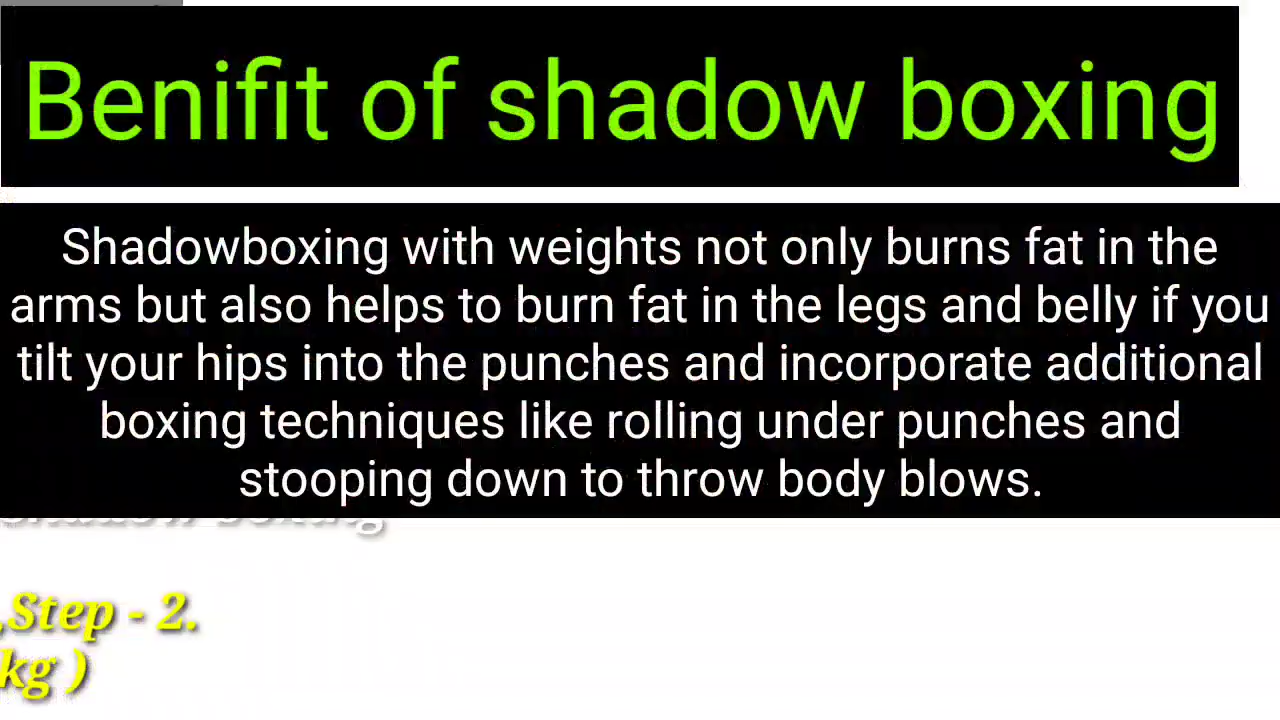 Benifit of shadow boxing
Shadowboxing with weights not only burns fat in the
arms but also helps to burn fat in the legs and belly if you
tilt your hips into the punches and incorporate additional
boxing techniques like rolling under punches and
stooping down to throw body blows.
,Step - 2.
kg )